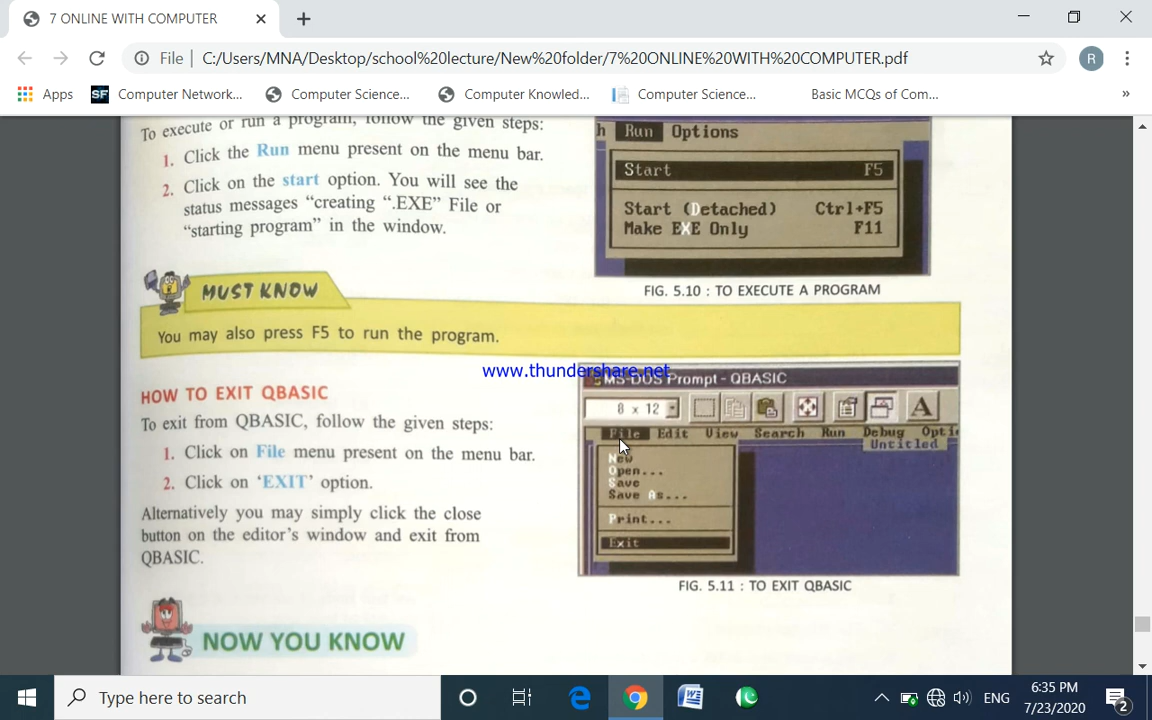 7 ONLINE WITH COMPUTER
File C:/Users/MNA/Desktop/school%20lecture/New%20folder/7%20ONLINE%20WITH%20COMPUTER.pdf
R
Apps SF Computer Network... Computer Science... Computer Knowled... Computer Science... Basic MCQs of Com... »
To execute or run a program, follow the given steps:
1. Click the Run menu present on the menu bar.
2. Click on the start option. You will see the
status messages “creating “.EXE” File or
“starting program” in the window.
h Run Options
Start F5
Start (Detached) Ctrl+F5
Make EXE Only F11
FIG. 5.10 : TO EXECUTE A PROGRAM
MUST KNOW
You may also press F5 to run the program.
www.thundershare.net
HOW TO EXIT QBASIC
To exit from QBASIC, follow the given steps:
1. Click on File menu present on the menu bar.
2. Click on ‘EXIT’ option.
Alternatively you may simply click the close
button on the editor’s window and exit from
QBASIC.
MS-DOS Prompt - QBASIC
8 x 12 A
File Edit View Search Run Debug Opti
Untitled
New
Open...
Save
Save As...
Print...
Exit
FIG. 5.11 : TO EXIT QBASIC
NOW YOU KNOW
Type here to search
ENG
6:35 PM
7/23/2020
2